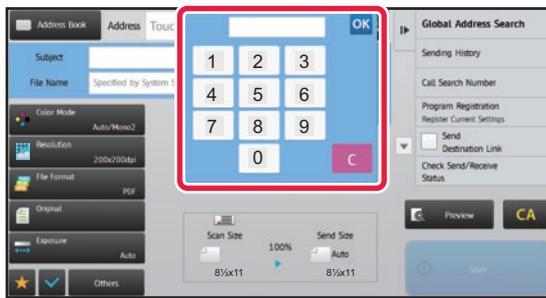 Address Book
Address
Touc
OK
Global Address Search
Subject
1 2 3
Sending History
File Name
Specified by System S
4 5 6
Call Search Number
Color Mode
Auto/Mono2
7 8 9
Program Registration
Register Current Settings
Resolution
200x200dpi
0
C
Send
Destination Link
File Format
PDF
Check Send/Receive
Status
Original
Preview
CA
Scan Size
100%
Send Size
Auto
8½x11
8½x11
Exposure
Auto
Start
Others